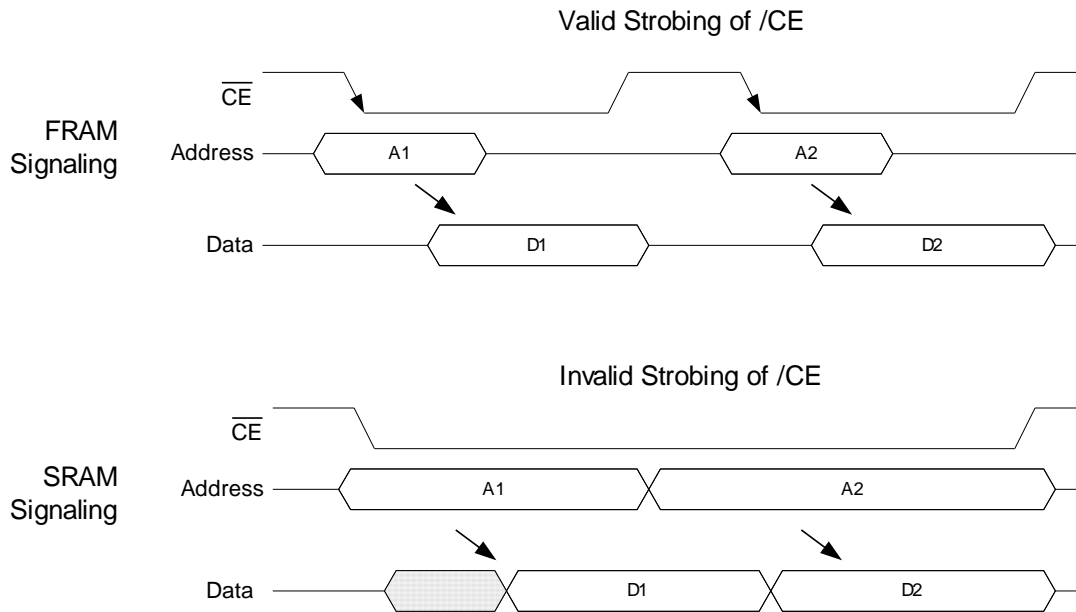 Valid Strobing of /CE
CE
FRAM
Signaling
Address
A1
A2
Data
D1
D2
Invalid Strobing of /CE
CE
SRAM
Signaling
Address
A1
A2
Data
D1
D2